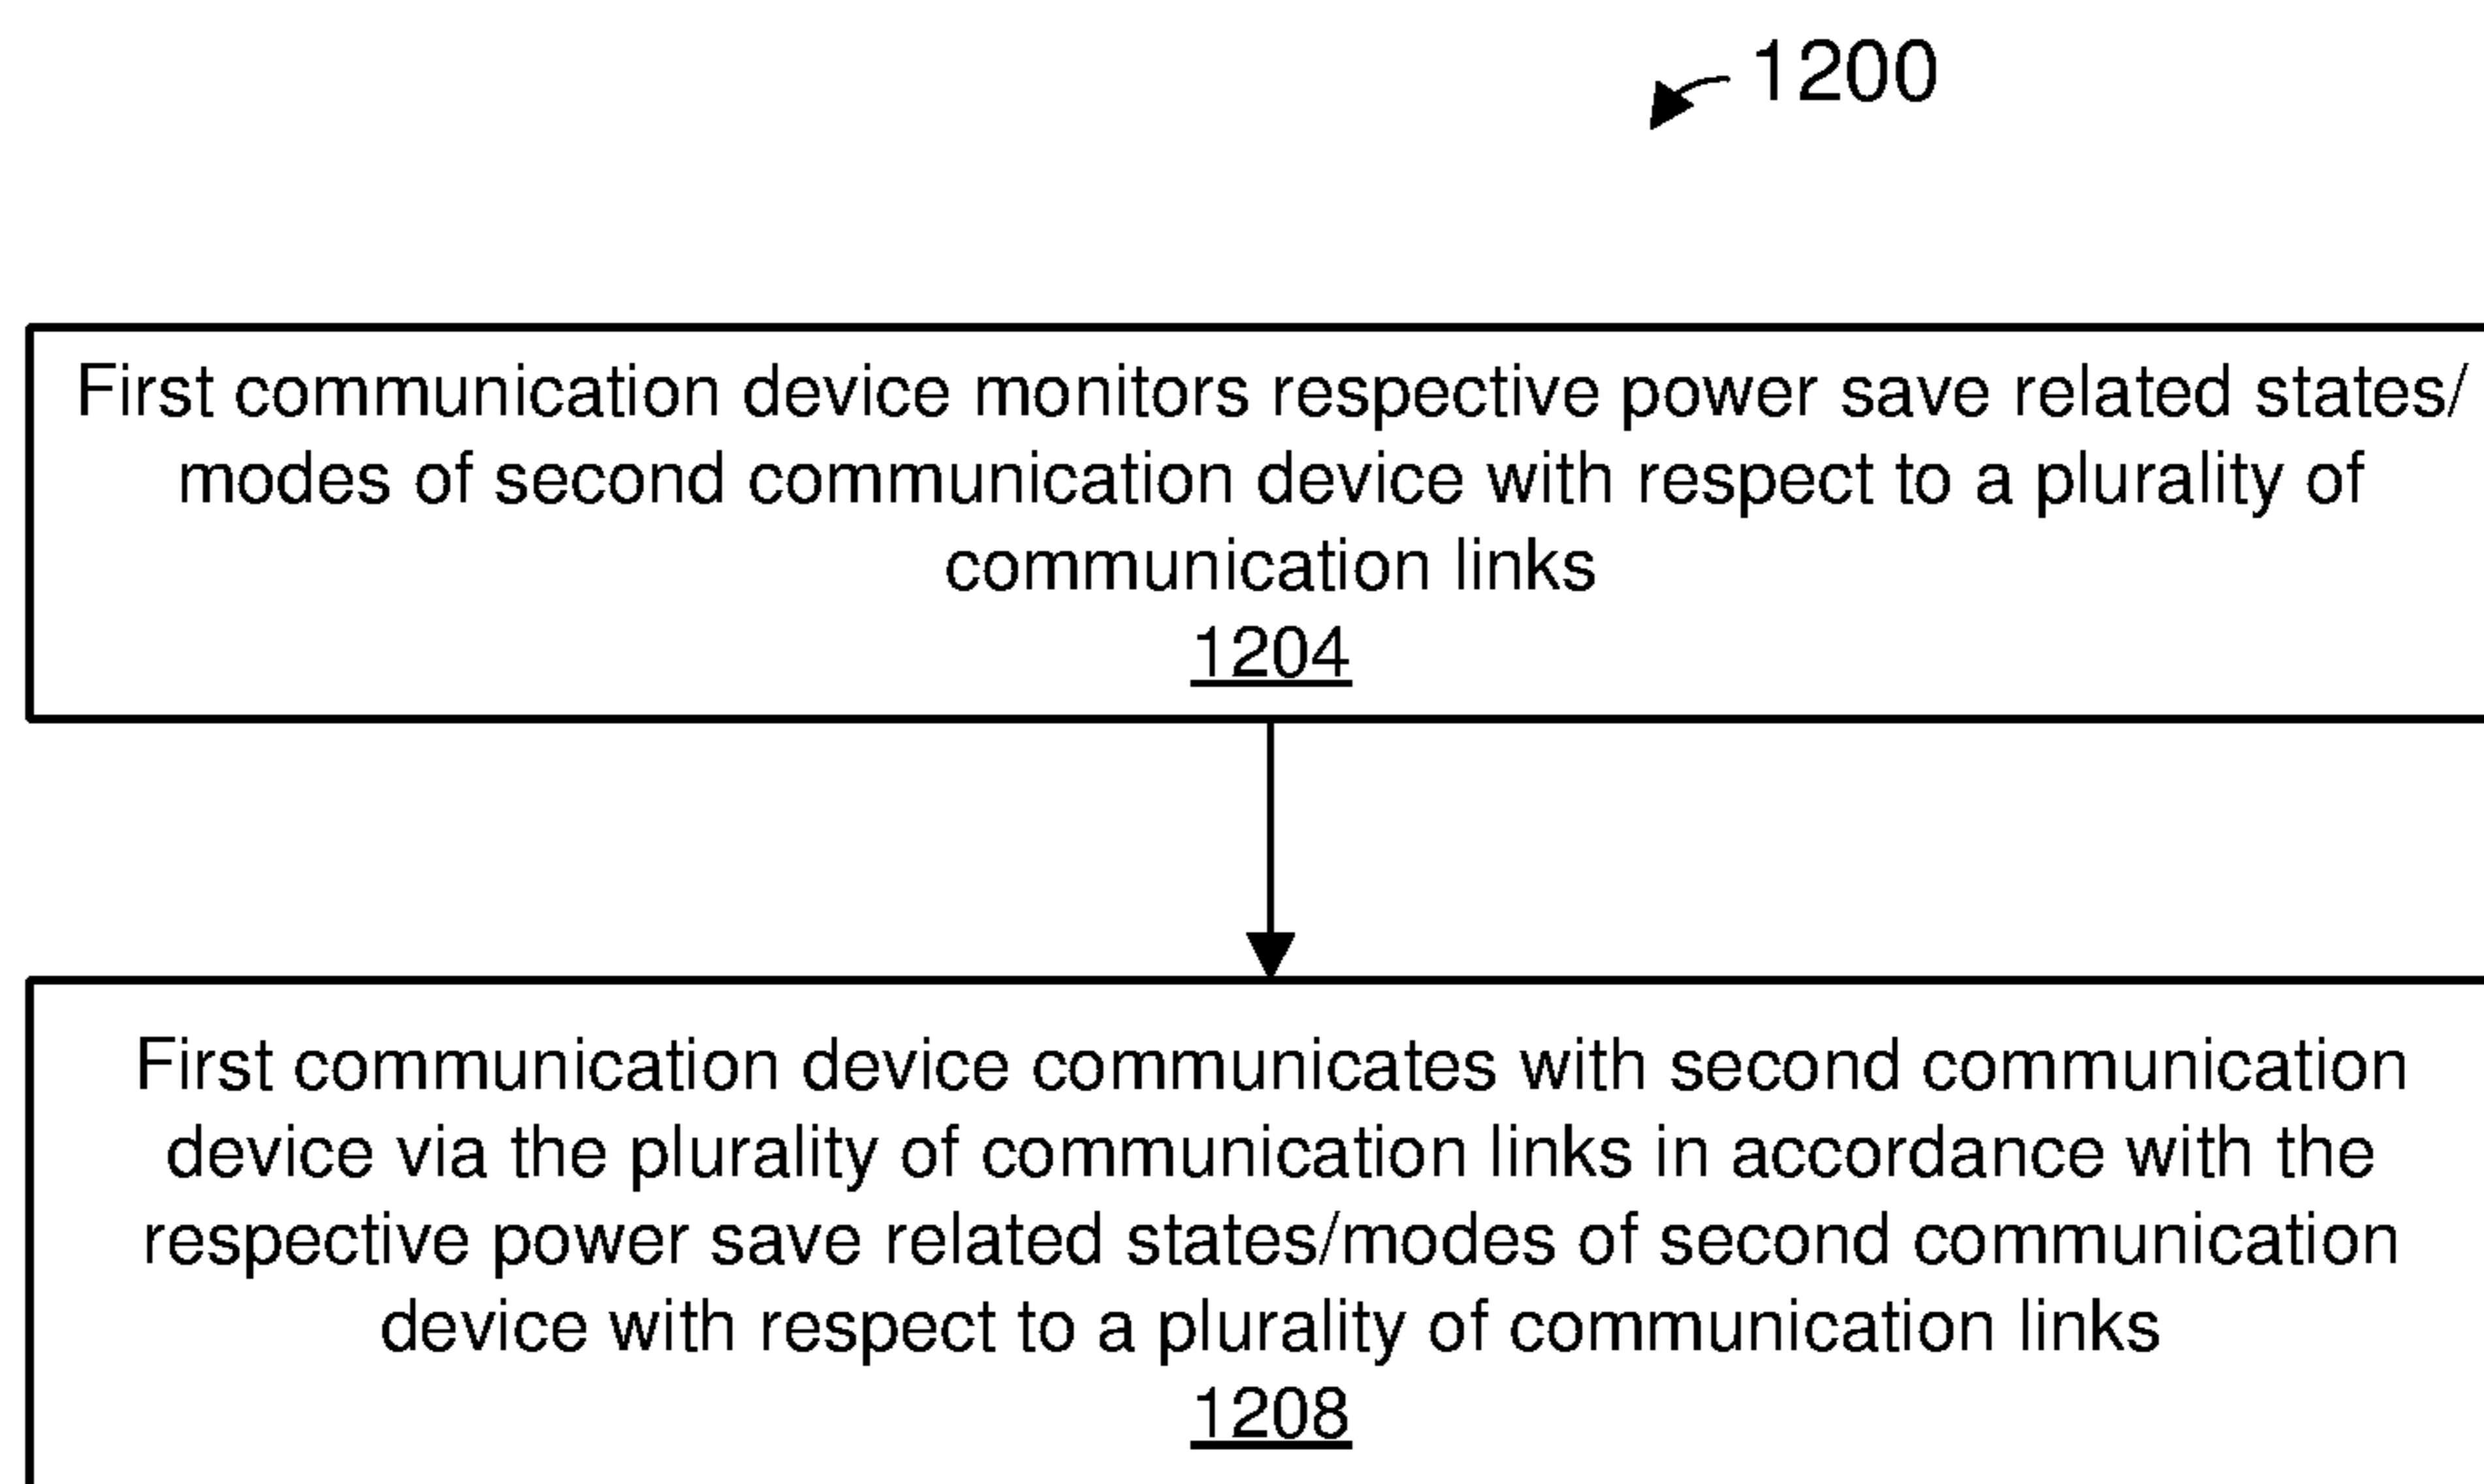 1200
First communication device monitors respective power save related states/
modes of second communication device with respect to a plurality of
communication links
1204
First communication device communicates with second communication
device via the plurality of communication links in accordance with the
respective power save related states/modes of second communication
device with respect to a plurality of communication links
1208